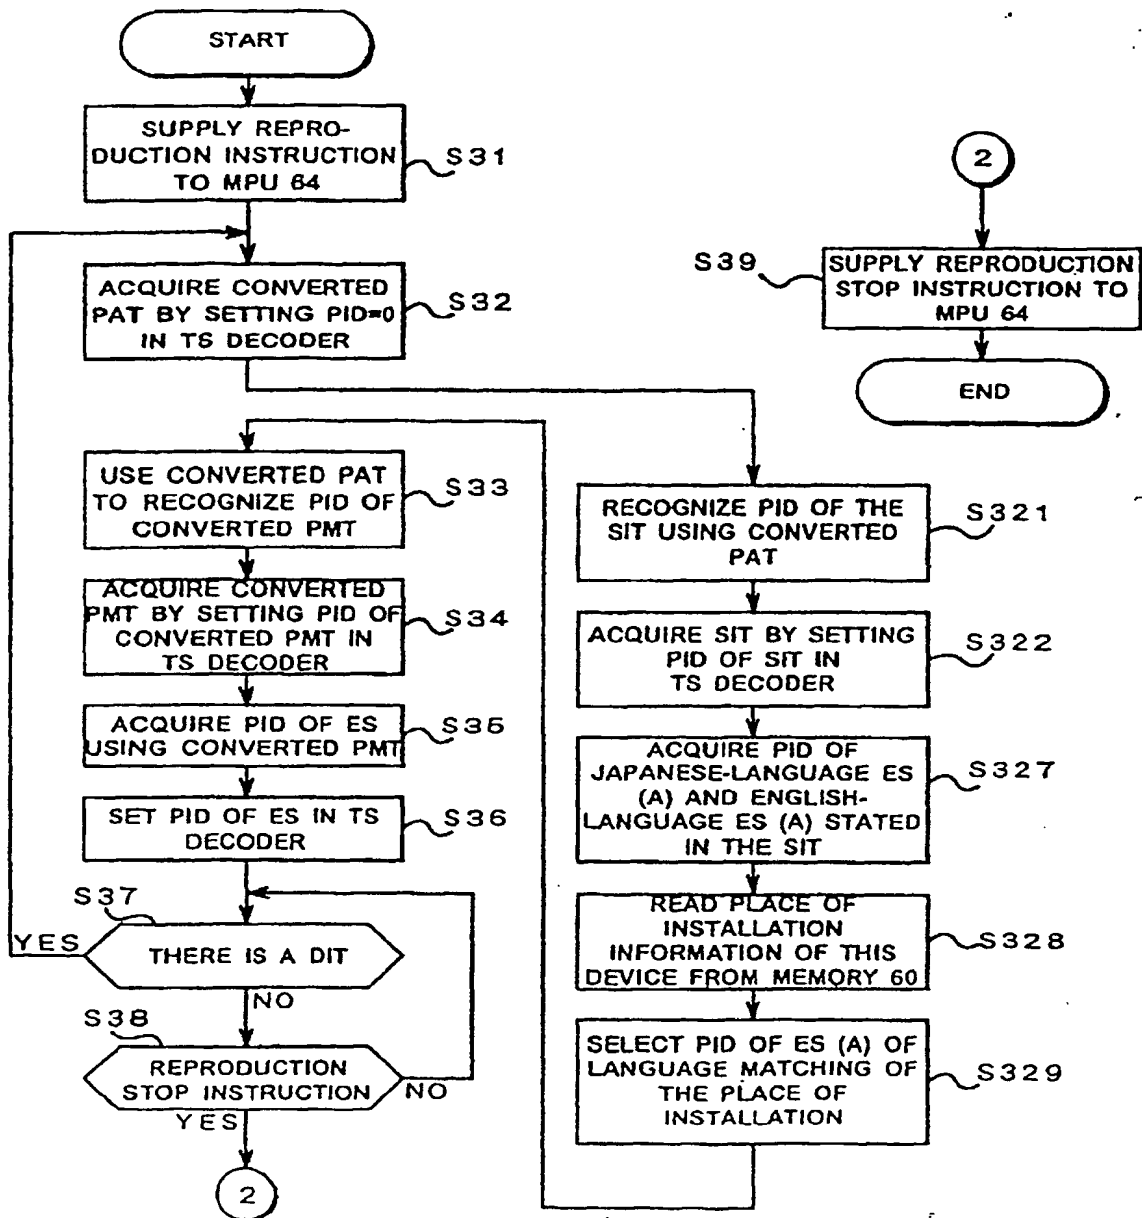 START
SUPPLY REPRO-
DUCTION INSTRUCTION
TO MPU 64
S31
ACQUIRE CONVERTED
PAT BY SETTING PID=0
IN TS DECODER
S32
USE CONVERTED PAT
TO RECOGNIZE PID OF
CONVERTED PMT
S33
ACQUIRE CONVERTED
PMT BY SETTING PID OF
CONVERTED PMT IN
TS DECODER
S34
ACQUIRE PID OF ES
USING CONVERTED PMT
S35
SET PID OF ES IN TS
DECODER
S36
S37
YES
THERE IS A DIT
NO
S38
REPRODUCTION
STOP INSTRUCTION
NO
YES
2
2
S39
SUPPLY REPRODUCTION
STOP INSTRUCTION TO
MPU 64
END
RECOGNIZE PID OF THE
SIT USING CONVERTED
PAT
S321
ACQUIRE SIT BY SETTING
PID OF SIT IN
TS DECODER
S322
ACQUIRE PID OF
JAPANESE-LANGUAGE ES
(A) AND ENGLISH-
LANGUAGE ES (A) STATED
IN THE SIT
S327
READ PLACE OF
INSTALLATION
INFORMATION OF THIS
DEVICE FROM MEMORY 60
S328
SELECT PID OF ES (A) OF
LANGUAGE MATCHING OF
THE PLACE OF
INSTALLATION
S329